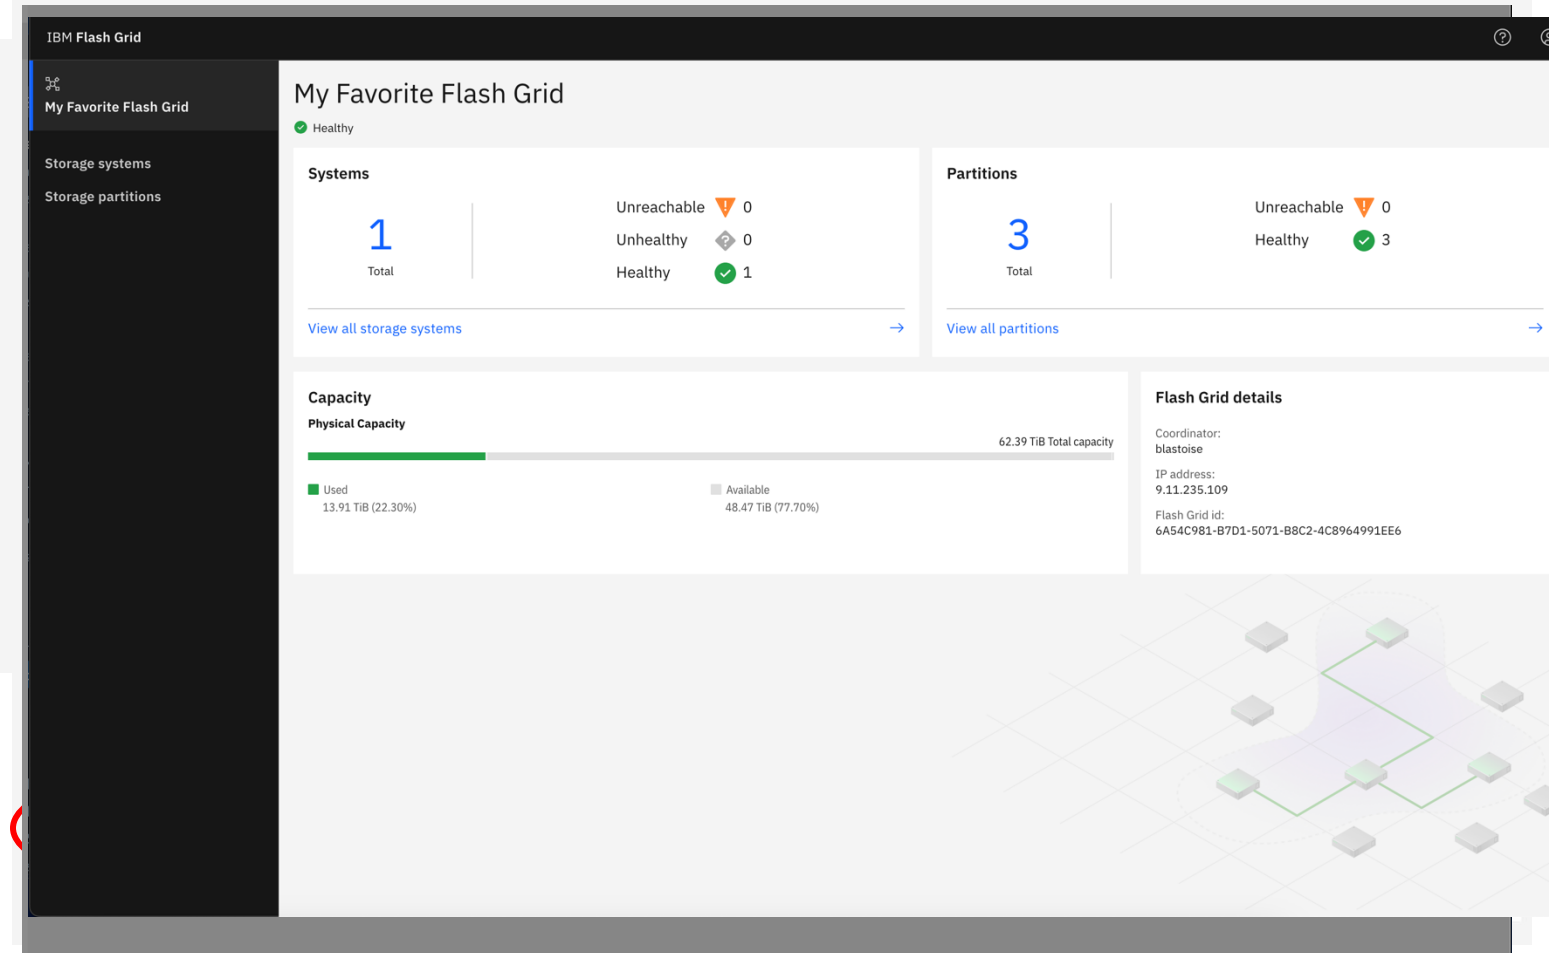 IBM Flash Grid
My Favorite Flash Grid
Storage systems
Storage partitions
My Favorite Flash Grid
Healthy
Systems
1
Total
Unreachable 0
Unhealthy 0
Healthy 1
View all storage systems
Partitions
3
Total
Unreachable 0
Healthy 3
View all partitions
Capacity
Physical Capacity
62.39 TiB Total capacity
Used
13.91 TiB (22.30%)
Available
48.47 TiB (77.70%)
Flash Grid details
Coordinator:
blastoise
IP address:
9.11.235.109
Flash Grid id:
6A54C981-B7D1-5071-B8C2-4C8964991EE6